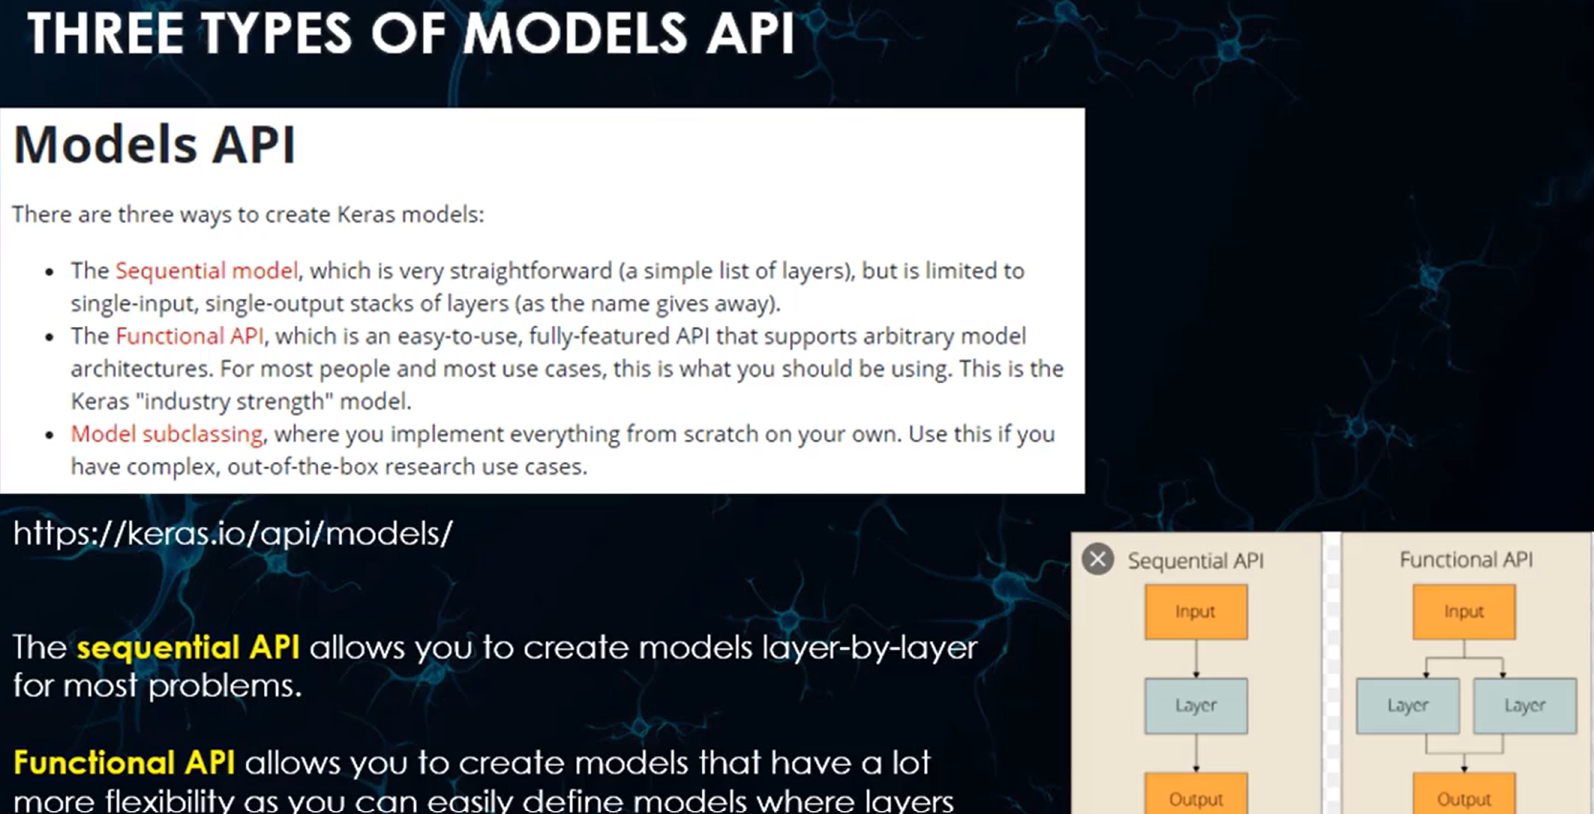 THREE TYPES OF MODELS API
Models API
There are three ways to create Keras models:
• The Sequential model, which is very straightforward (a simple list of layers), but is limited to
single-input, single-output stacks of layers (as the name gives away).
• The Functional API, which is an easy-to-use, fully-featured API that supports arbitrary model
architectures. For most people and most use cases, this is what you should be using. This is the
Keras "industry strength" model.
• Model subclassing, where you implement everything from scratch on your own. Use this if you
have complex, out-of-the-box research use cases.
https://keras.io/api/models/
The sequential API allows you to create models layer-by-layer
for most problems.
Functional API allows you to create models that have a lot
more flexibility as you can easily define models where layers
Sequential API
Input
Layer
Output
Functional API
Input
Layer Layer
Output